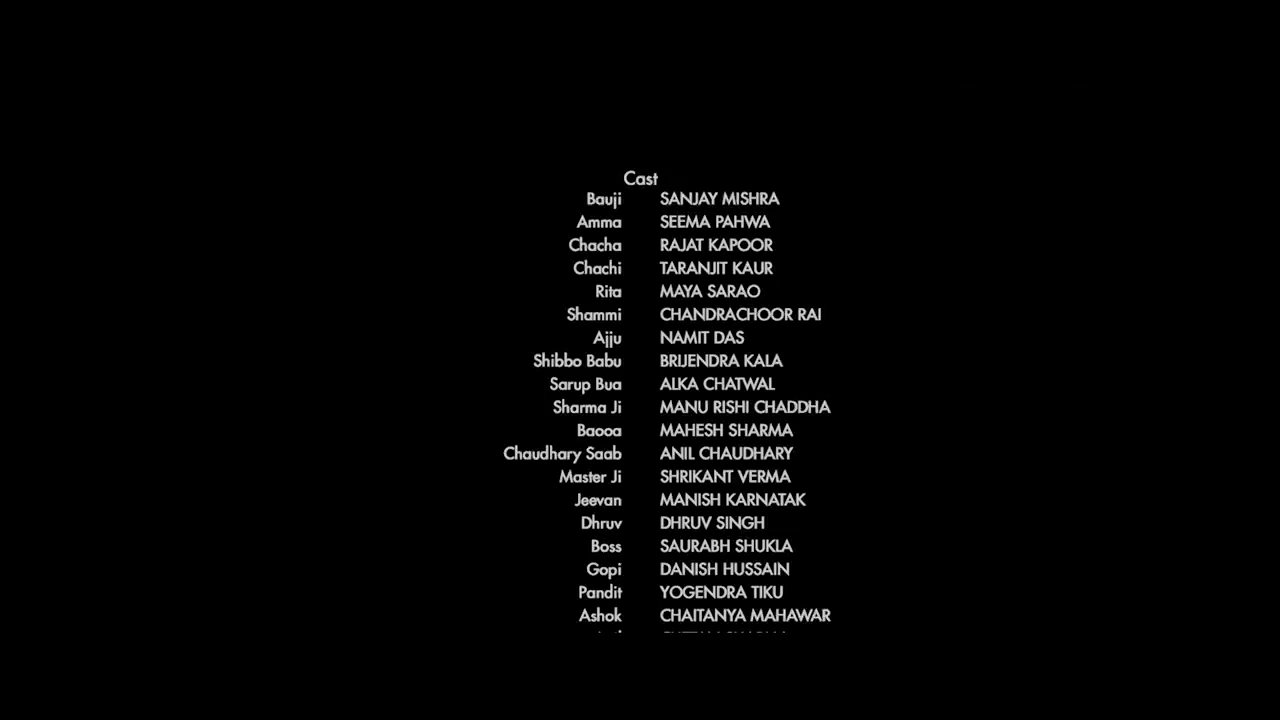 Cast
Bauji SANJAY MISHRA
Amma SEEMA PAHWA
Chacha RAJAT KAPOOR
Chachi TARANJIT KAUR
Rita MAYA SARAO
Shammi CHANDRACHOOR RAI
Ajju NAMIT DAS
Shibbo Babu BRIJENDRA KALA
Sarup Bua ALKA CHATWAL
Sharma Ji MANU RISHI CHADDHA
Baooa MAHESH SHARMA
Chaudhary Saab ANIL CHAUDHARY
Master Ji SHRIKANT VERMA
Jeevan MANISH KARNATAK
Dhruv DHRUV SINGH
Boss SAURABH SHUKLA
Gopi DANISH HUSSAIN
Pandit YOGENDRA TIKU
Ashok CHAITANYA MAHAWAR